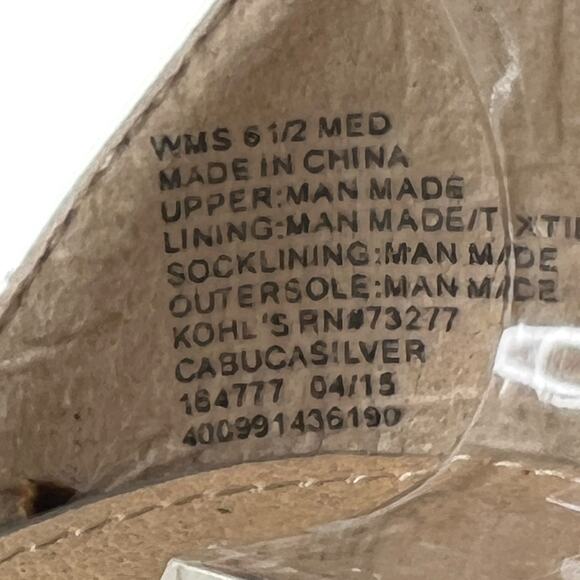 WMS 6 1/2 MED
MADE IN CHINA
UPPER:MAN MADE
LINING:MAN MADE/T XTIL
SOCKLINING:MAN MADE
OUTERSOLE:MAN MADE
KOHL'S RN#73277
CABUCASILVER
164777 04/15
400991436190